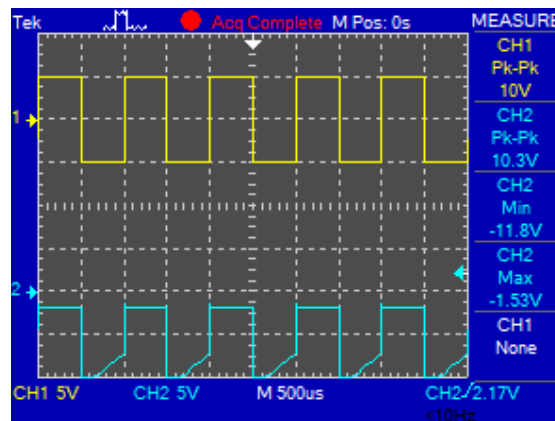 Tek Acq Complete M Pos: 0s MEASURE
CH1
Pk-Pk
10V
1
CH2
Pk-Pk
10.3V
CH2
Min
-11.8V
CH2
Max
-1.53V
2
CH1
None
CH1 5V CH2 5V M 500us CH2 2.17V
<10Hz